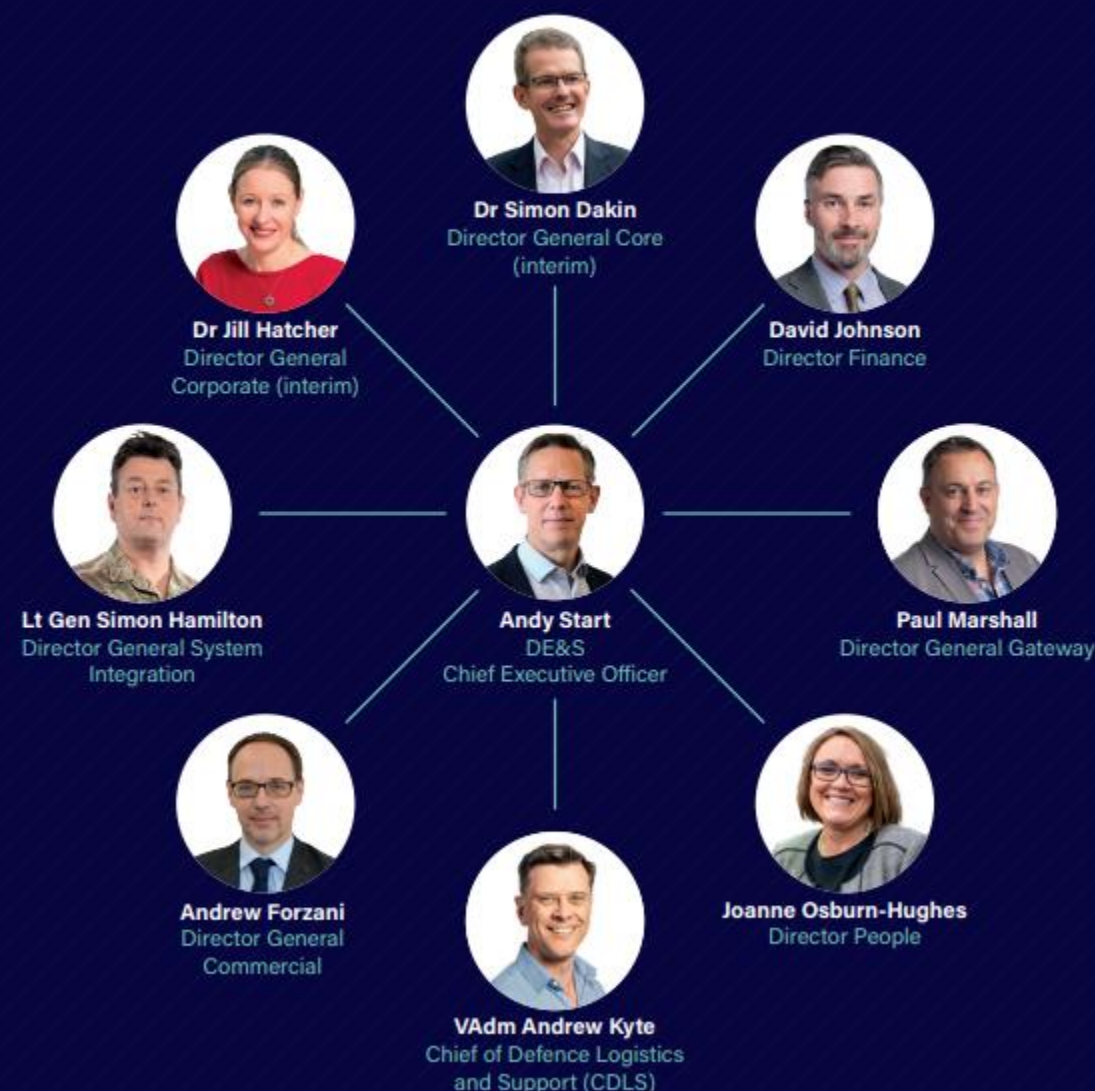 Dr Simon Dakin
Director General Core
(interim)
Dr Jill Hatcher
Director General
Corporate (interim)
David Johnson
Director Finance
Lt Gen Simon Hamilton
Director General System
Integration
Andy Start
DE&S
Chief Executive Officer
Paul Marshall
Director General Gateway
Andrew Forzani
Director General
Commercial
Joanne Osburn-Hughes
Director People
VAdm Andrew Kyte
Chief of Defence Logistics
and Support (CDLS)